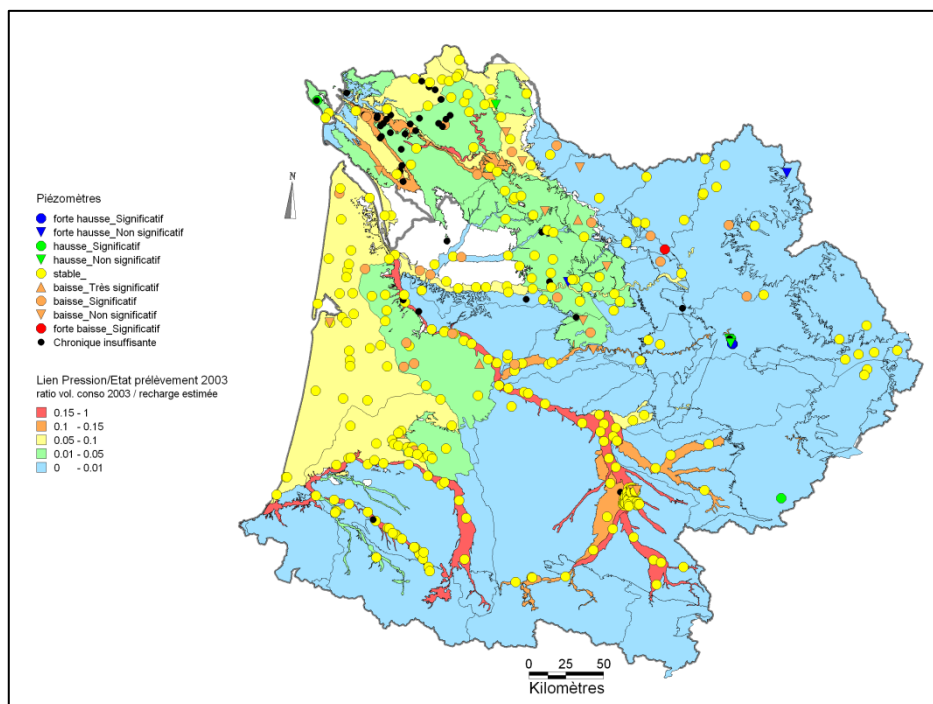 N
Piézomètres
forte hausse_Significatif
forte hausse_Non significatif
hausse_Significatif
hausse_Non significatif
stable_
baisse_Très significatif
baisse_Significatif
baisse_Non significatif
forte baisse_Significatif
Chronique insuffisante
Lien Pression/Etat prélèvement 2003
ratio vol. conso 2003 / recharge estimée
0.15 - 1
0.1 - 0.15
0.05 - 0.1
0.01 - 0.05
0 - 0.01
0 25 50
Kilomètres